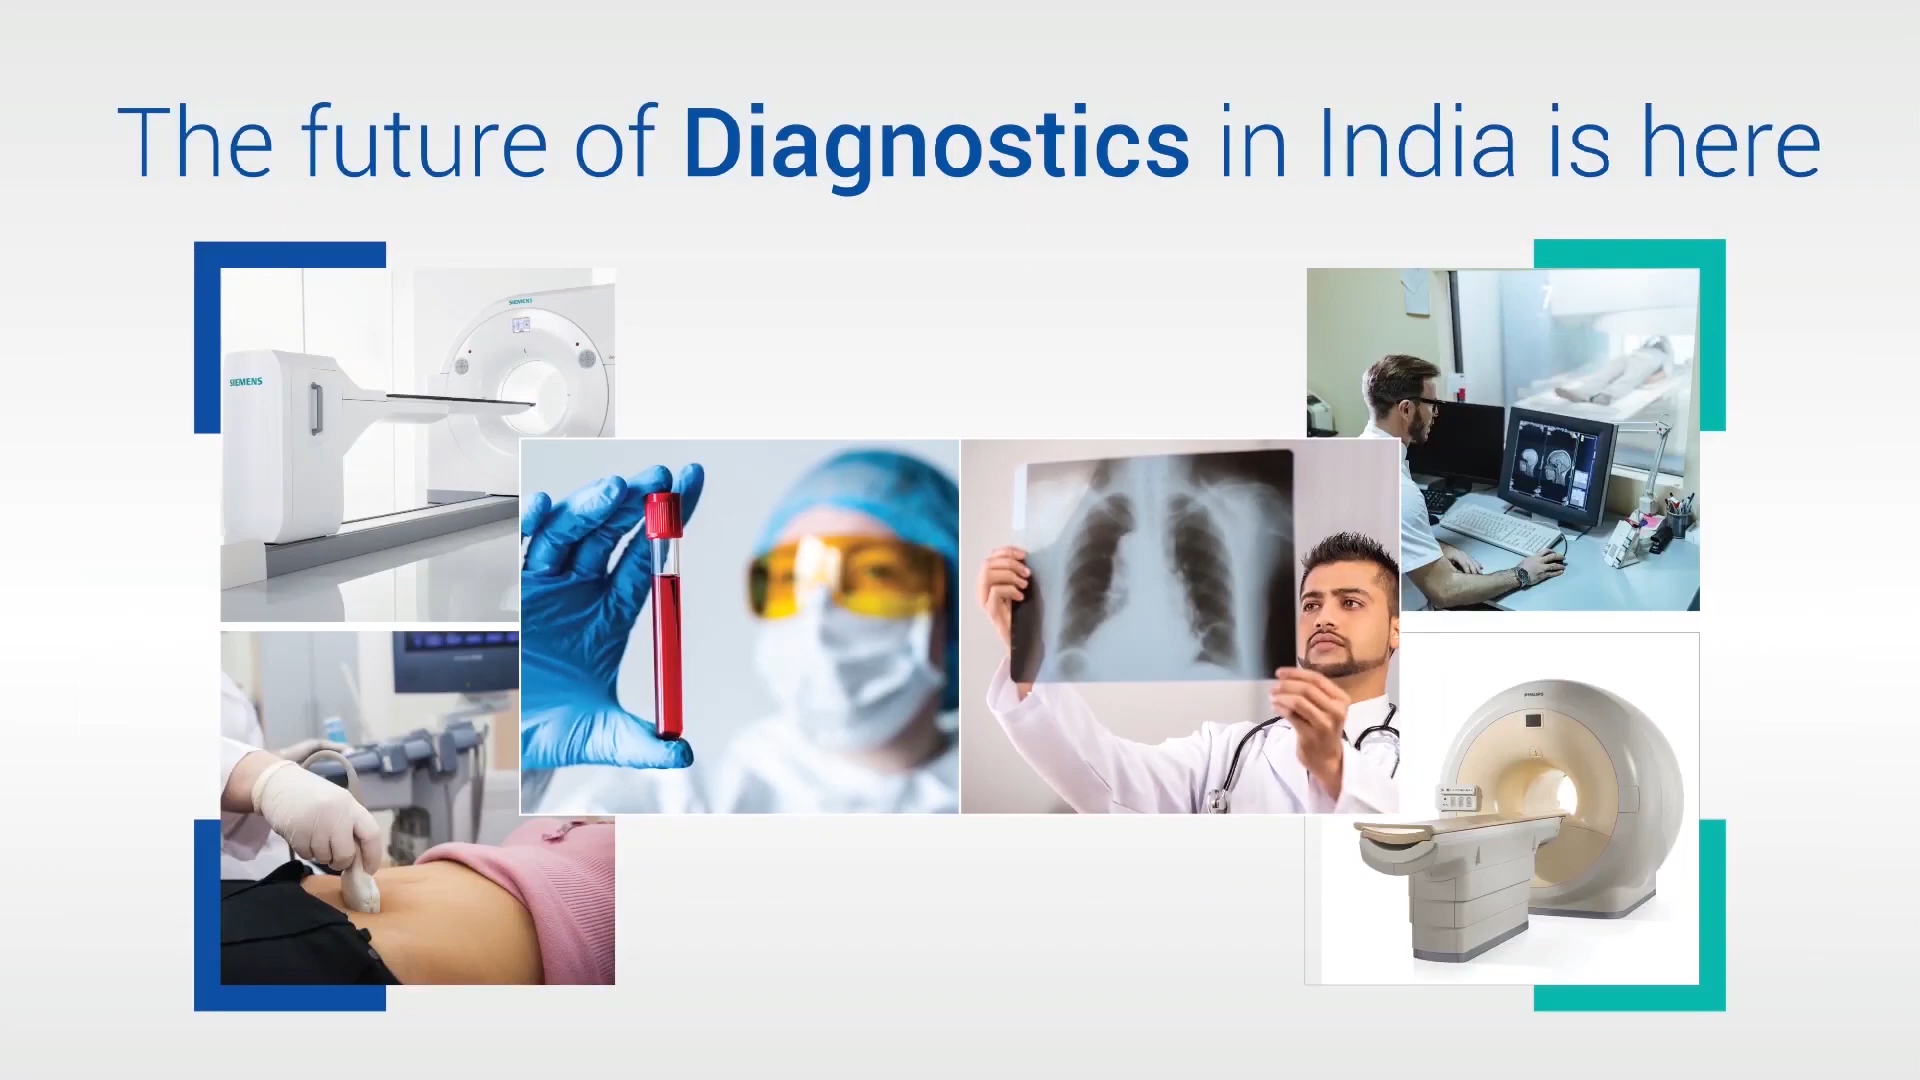 The future of Diagnostics in India is here
SIEMENS
SIEMENS
PHILIPS